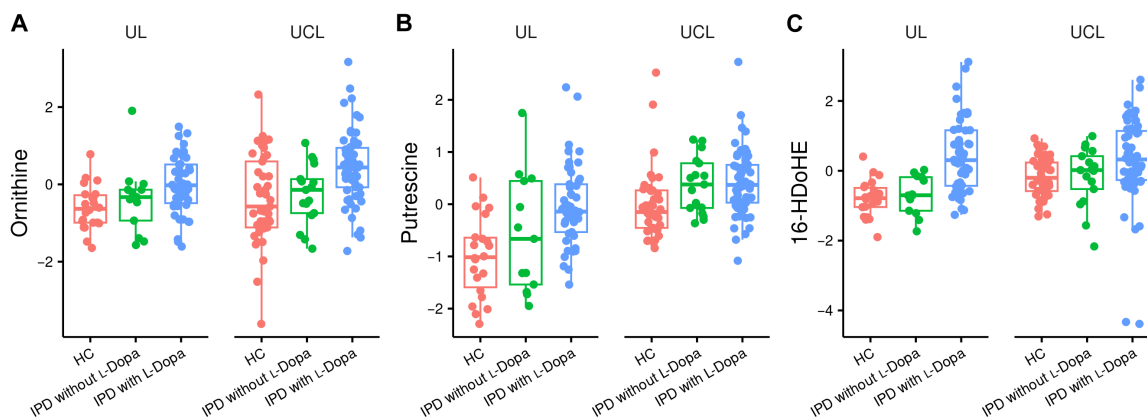 A
UL
UCL
Ornithine
2
0
−2
HC
IPD without L-Dopa
IPD with L-Dopa
HC
IPD without L-Dopa
IPD with L-Dopa
B
UL
UCL
Putrescine
2
1
0
−1
−2
HC
IPD without L-Dopa
IPD with L-Dopa
HC
IPD without L-Dopa
IPD with L-Dopa
C
UL
UCL
16-HDoHE
2
0
−2
−4
HC
IPD without L-Dopa
IPD with L-Dopa
HC
IPD without L-Dopa
IPD with L-Dopa